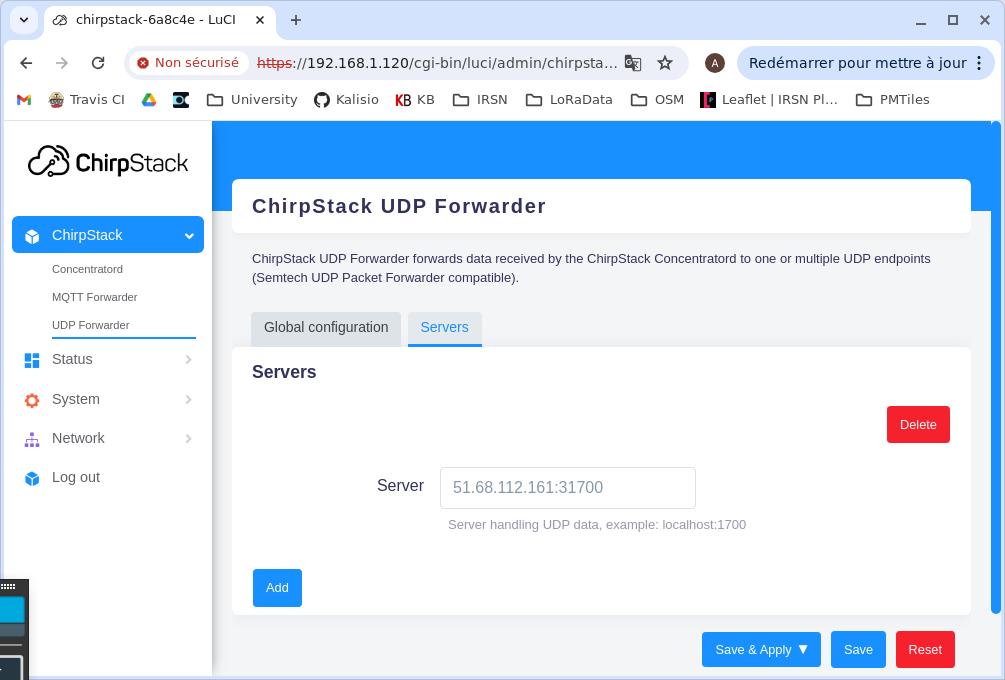 chirpstack-6a8c4e - LuCI
Non sécurisé https://192.168.1.120/cgi-bin/luci/admin/chirpsta... A Redémarrer pour mettre à jour
Travis CI University Kalisio KB KB IRSN LoRaData OSM Leaflet | IRSN Pl... PMTiles
ChirpStack
ChirpStack
Concentratord
MQTT Forwarder
UDP Forwarder
Status
System
Network
Log out
ChirpStack UDP Forwarder
ChirpStack UDP Forwarder forwards data received by the ChirpStack Concentratord to one or multiple UDP endpoints
(Semtech UDP Packet Forwarder compatible).
Global configuration Servers
Servers
Delete
Server 51.68.112.161:31700
Server handling UDP data, example: localhost:1700
Add
Save & Apply ▼ Save Reset